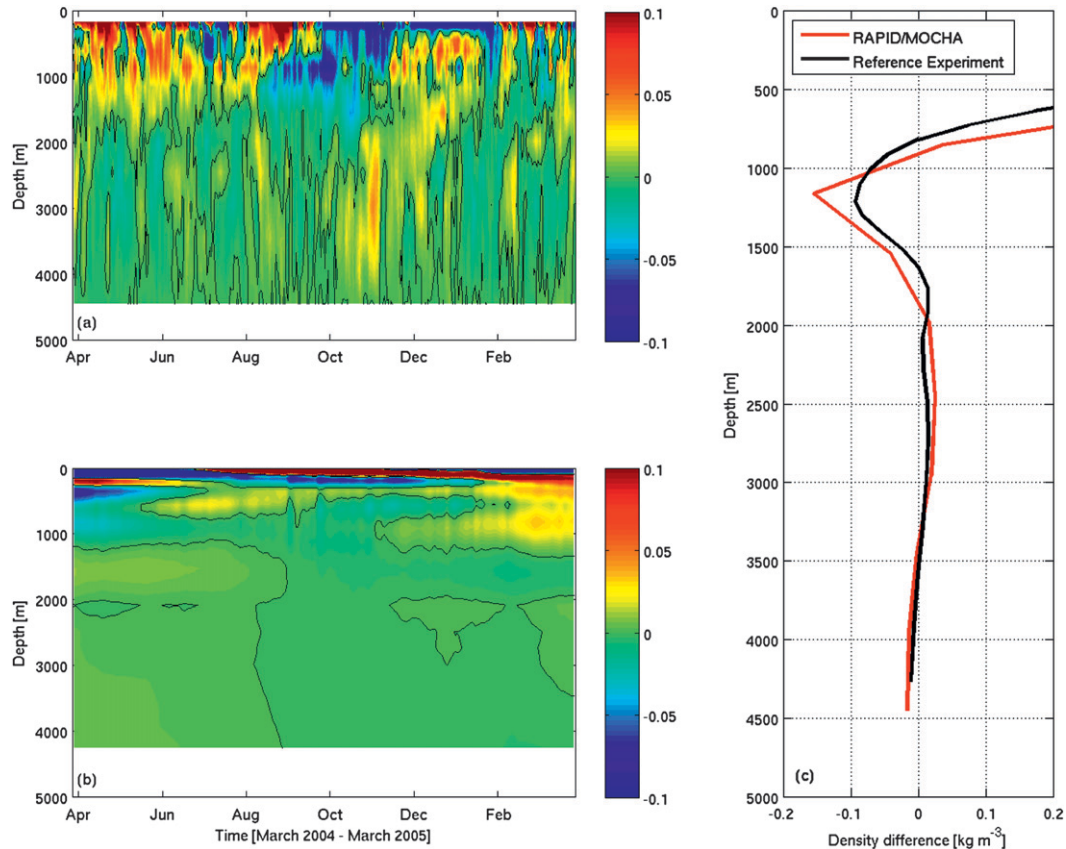 0
1000
2000
3000
4000
5000
Depth [m]
(a)
Apr Jun Aug Oct Dec Feb
0.1
0.05
0
-0.05
-0.1
0
1000
2000
3000
4000
5000
Depth [m]
(b)
Apr Jun Aug Oct Dec Feb
Time [March 2004 - March 2005]
0.1
0.05
0
-0.05
-0.1
RAPID/MOCHA
Reference Experiment
0
500
1000
1500
2000
2500
3000
3500
4000
4500
5000
Depth [m]
(c)
-0.2 -0.1 0 0.1 0.2
Density difference [kg m⁻³]